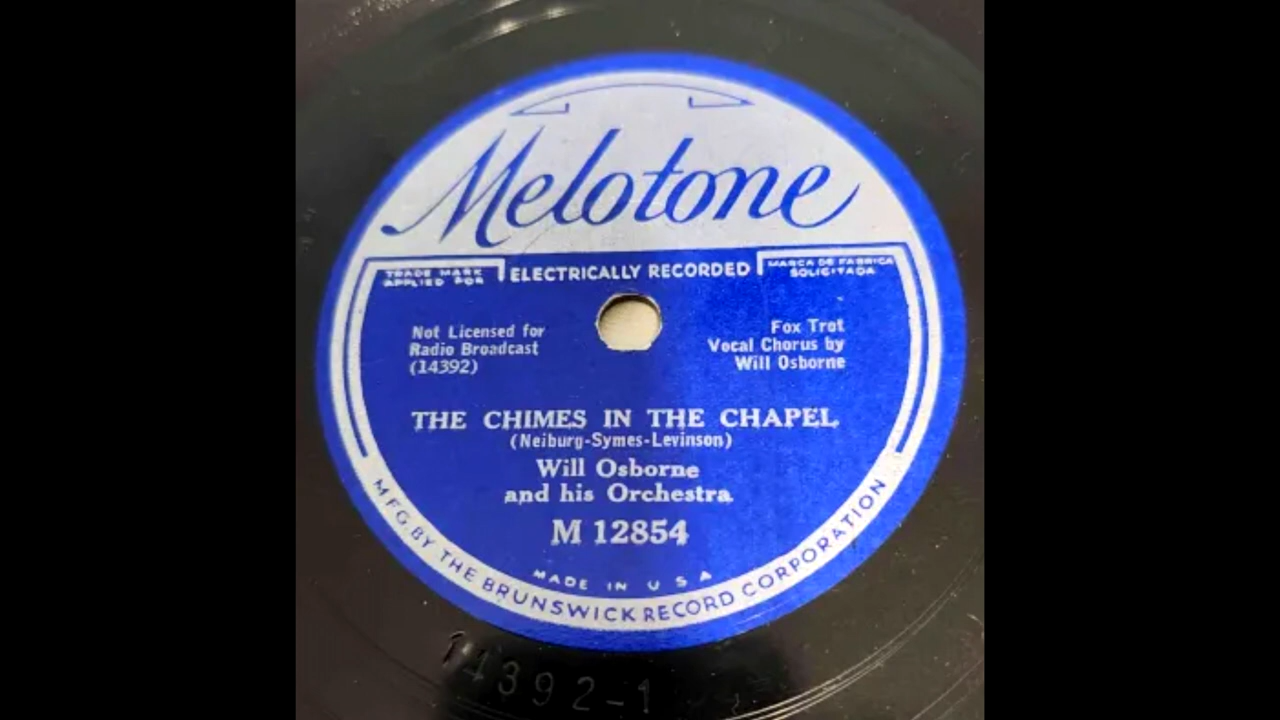 Melotone
TRADE MARK
APPLIED FOR
ELECTRICALLY RECORDED
MARCA DE FABRICA
SOLICITADA
Not Licensed for
Radio Broadcast
(14392)
Fox Trot
Vocal Chorus by
Will Osborne
THE CHIMES IN THE CHAPEL
(Neiburg-Symes-Levinson)
Will Osborne
and his Orchestra
M 12854
MADE IN U S A
MFG. BY THE BRUNSWICK RECORD CORPORATION
14392-1